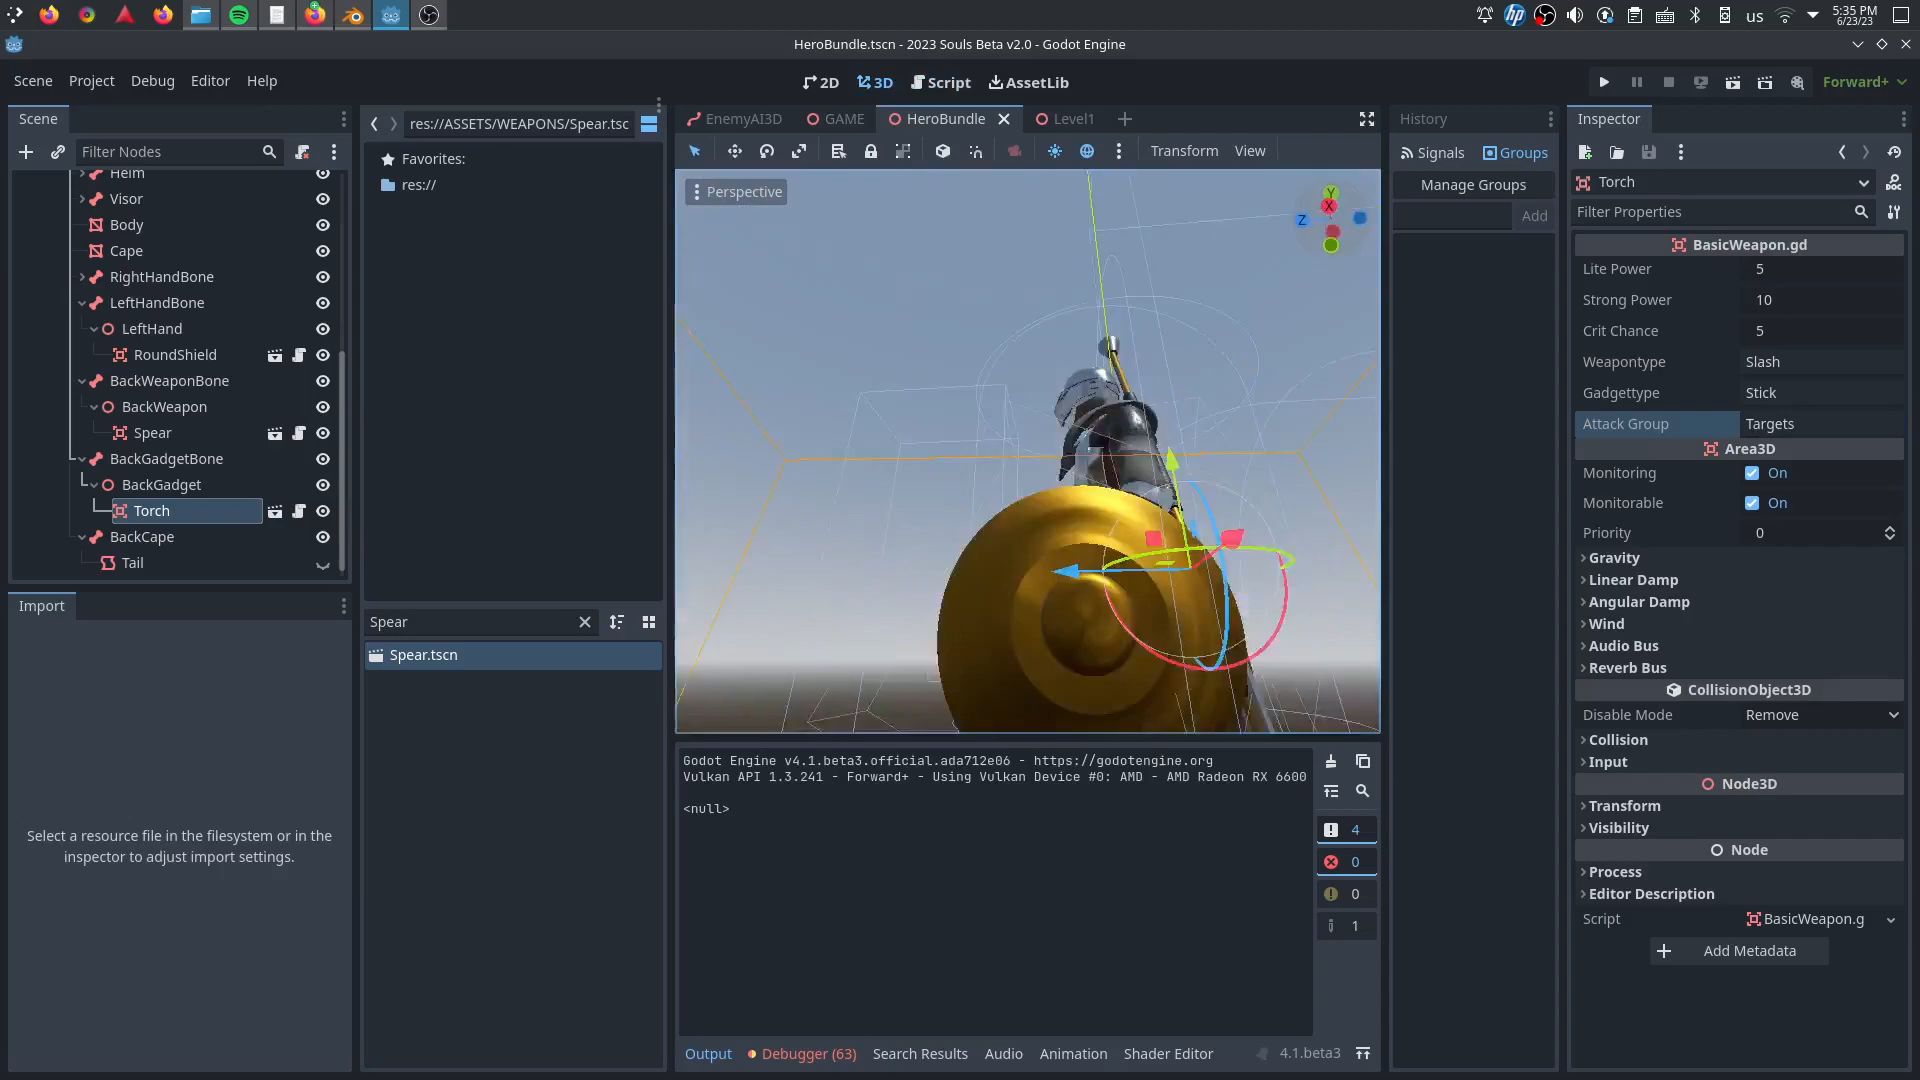 us
5:35 PM
6/23/23
HeroBundle.tscn - 2023 Souls Beta v2.0 - Godot Engine
Scene Project Debug Editor Help
2D 3D Script AssetLib
Forward+
Scene
Filter Nodes
Helm
Visor
Body
Cape
RightHandBone
LeftHandBone
LeftHand
RoundShield
BackWeaponBone
BackWeapon
Spear
BackGadgetBone
BackGadget
Torch
BackCape
Tail
Import
Select a resource file in the filesystem or in the
inspector to adjust import settings.
res://ASSETS/WEAPONS/Spear.tsc
Favorites:
res://
Spear
Spear.tscn
EnemyAI3D GAME HeroBundle Level1
Transform View
Perspective
Y
X
Z
Godot Engine v4.1.beta3.official.ada712e06 - https://godotengine.org
Vulkan API 1.3.241 - Forward+ - Using Vulkan Device #0: AMD - AMD Radeon RX 6600
<null>
4
0
0
1
Output Debugger (63) Search Results Audio Animation Shader Editor 4.1.beta3
History
Signals Groups
Manage Groups
Add
Inspector
Torch
Filter Properties
BasicWeapon.gd
Lite Power 5
Strong Power 10
Crit Chance 5
Weapontype Slash
Gadgettype Stick
Attack Group Targets
Area3D
Monitoring On
Monitorable On
Priority 0
Gravity
Linear Damp
Angular Damp
Wind
Audio Bus
Reverb Bus
CollisionObject3D
Disable Mode Remove
Collision
Input
Node3D
Transform
Visibility
Node
Process
Editor Description
Script BasicWeapon.g
Add Metadata